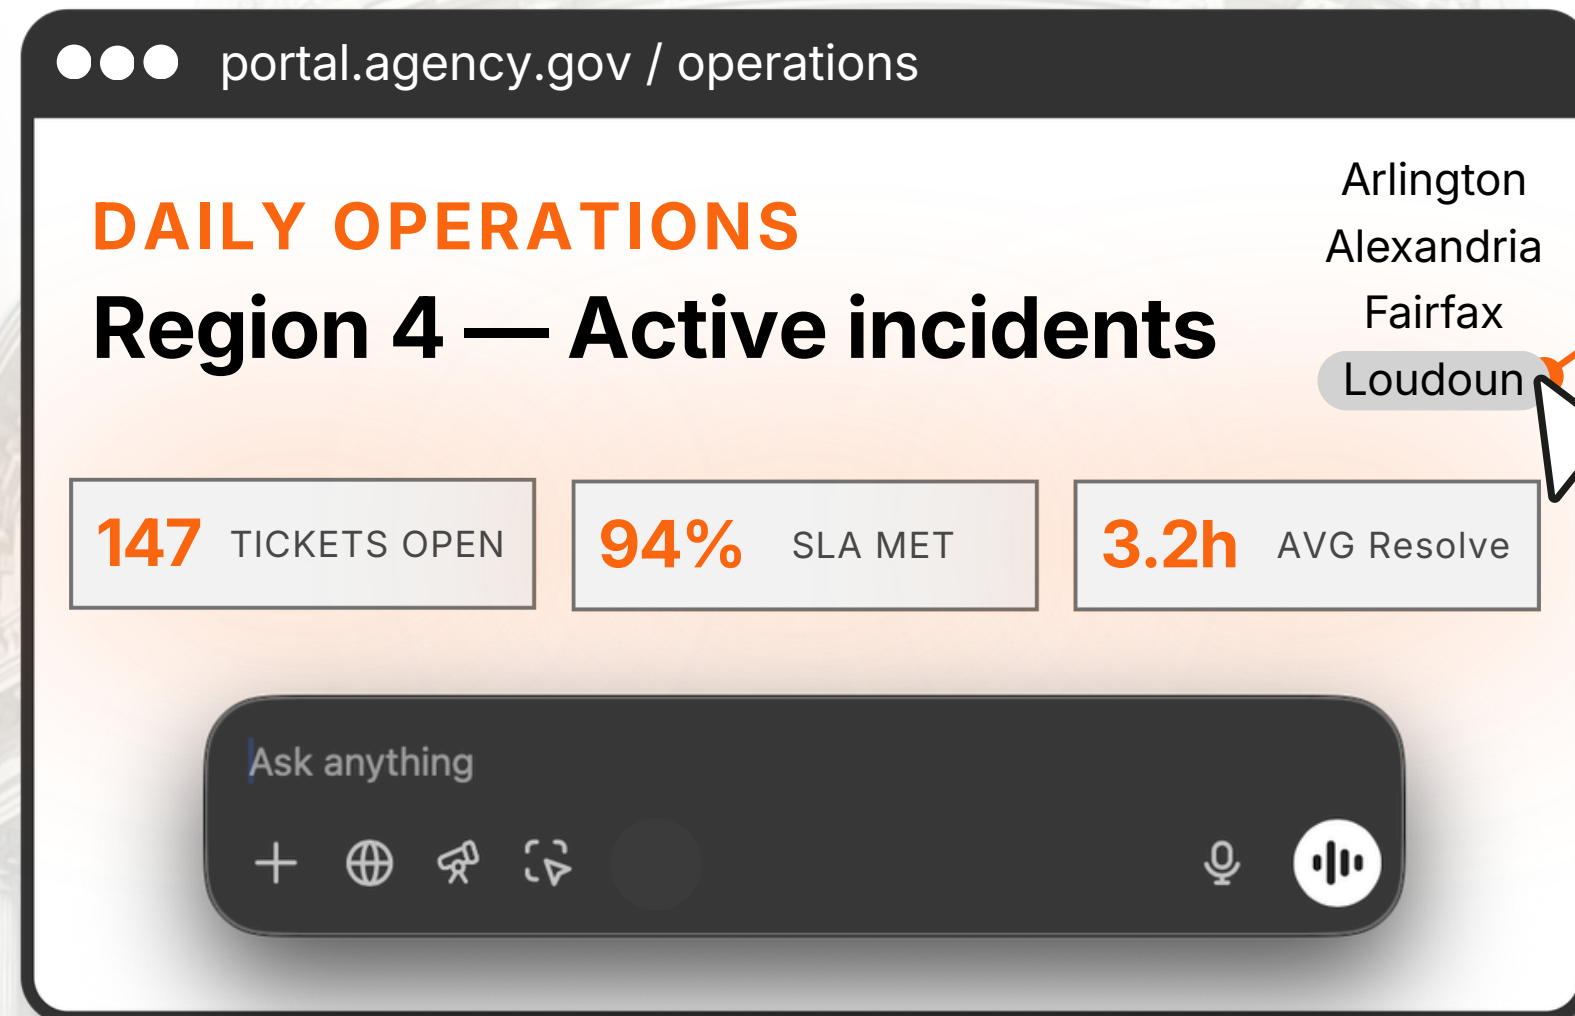 portal.agency.gov / operations
DAILY OPERATIONS
Region 4 — Active incidents
Arlington
Alexandria
Fairfax
Loudoun
147 TICKETS OPEN
94% SLA MET
3.2h AVG Resolve
Ask anything